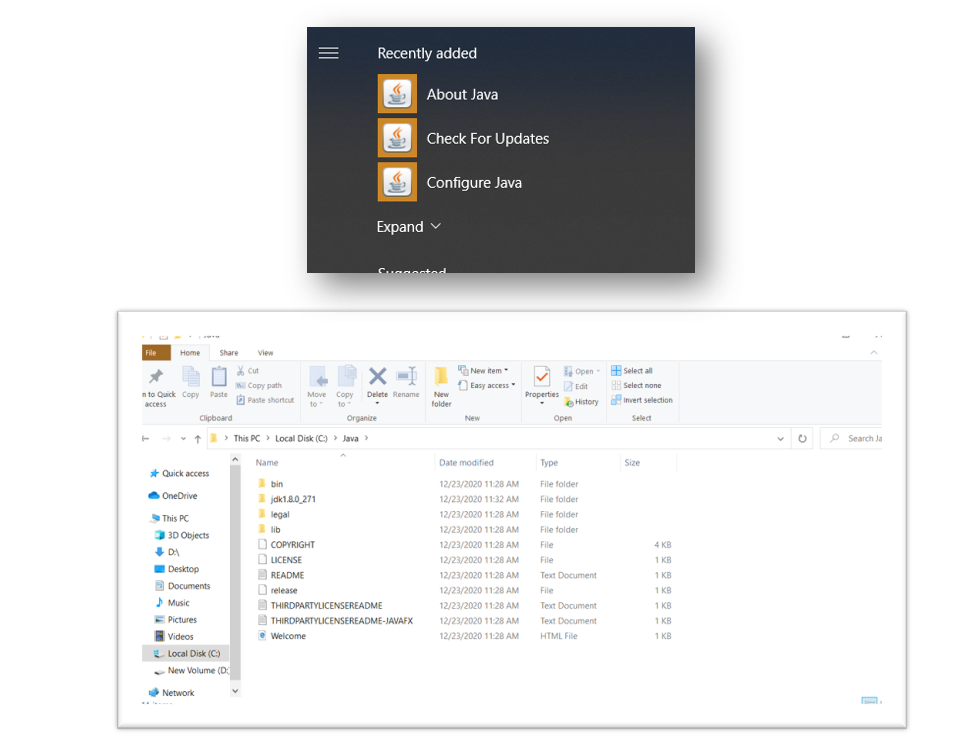 Recently added
About Java
Check For Updates
Configure Java
Expand
Suggested
File Home Share View
n to Quick access
Copy
Paste
Cut
Copy path
Paste shortcut
Clipboard
Move to
Copy to
Delete
Rename
Organize
New folder
New item
Easy access
New
Properties
Open
Edit
History
Open
Select all
Select none
Invert selection
Select
This PC > Local Disk (C:) > Java >
Search Ja
Quick access
OneDrive
This PC
3D Objects
D:\
Desktop
Documents
Music
Pictures
Videos
Local Disk (C:)
New Volume (D:
Network
Name Date modified Type Size
bin 12/23/2020 11:28 AM File folder
jdk1.8.0_271 12/23/2020 11:32 AM File folder
legal 12/23/2020 11:28 AM File folder
lib 12/23/2020 11:28 AM File folder
COPYRIGHT 12/23/2020 11:28 AM File 4 KB
LICENSE 12/23/2020 11:28 AM File 1 KB
README 12/23/2020 11:28 AM Text Document 1 KB
release 12/23/2020 11:28 AM File 1 KB
THIRDPARTYLICENSEREADME 12/23/2020 11:28 AM Text Document 1 KB
THIRDPARTYLICENSEREADME-JAVAFX 12/23/2020 11:28 AM Text Document 1 KB
Welcome 12/23/2020 11:28 AM HTML File 1 KB